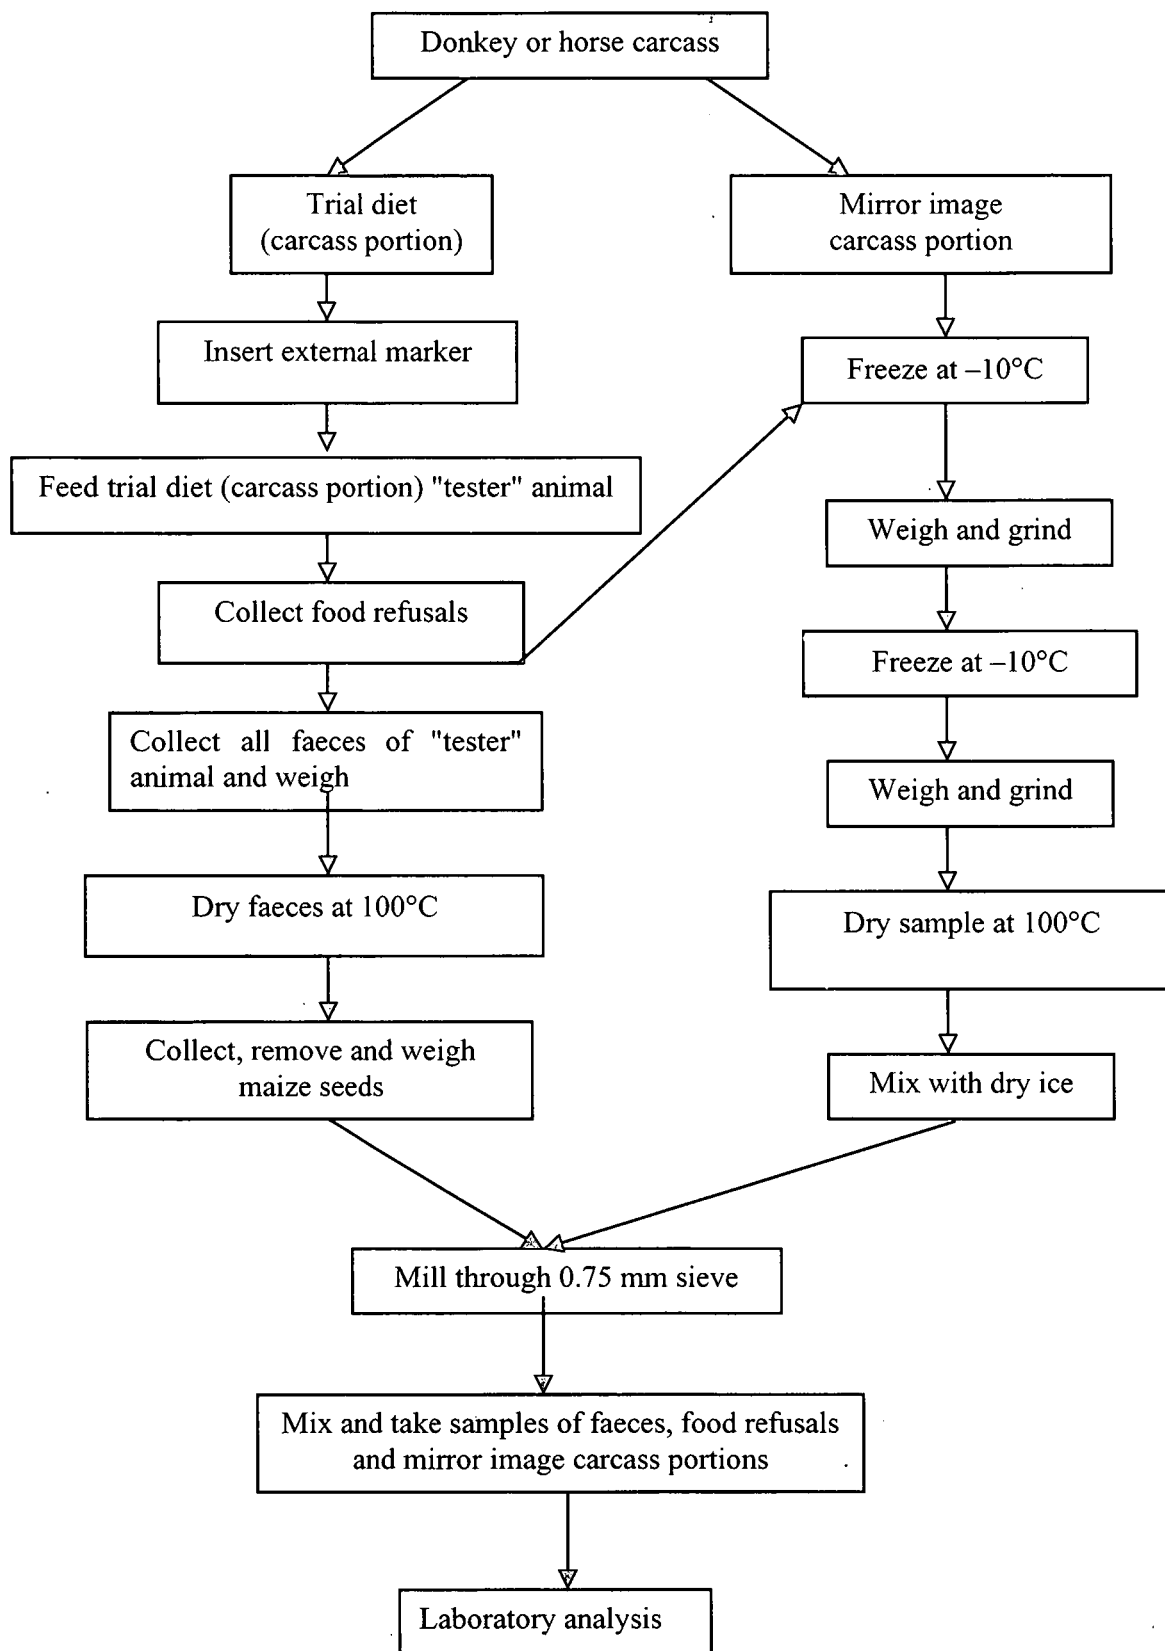 Donkey or horse carcass
Trial diet
(carcass portion)
Mirror image
carcass portion
Insert external marker
Freeze at –10°C
Feed trial diet (carcass portion) "tester" animal
Weigh and grind
Collect food refusals
Freeze at –10°C
Collect all faeces of "tester"
animal and weigh
Weigh and grind
Dry faeces at 100°C
Dry sample at 100°C
Collect, remove and weigh
maize seeds
Mix with dry ice
Mill through 0.75 mm sieve
Mix and take samples of faeces, food refusals
and mirror image carcass portions
Laboratory analysis